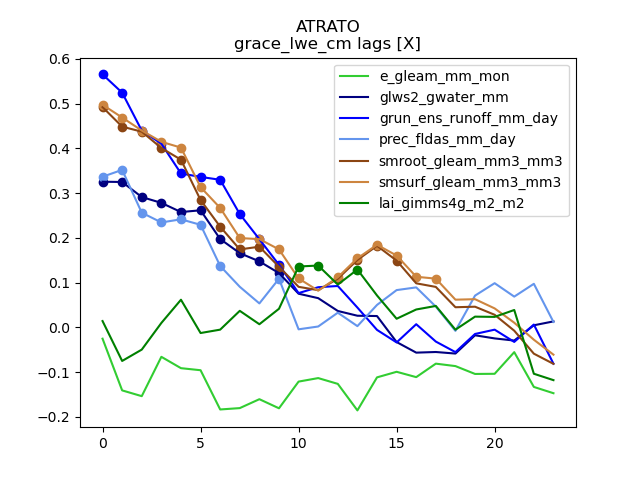 ATRATO
grace_lwe_cm lags [X]
0.6
0.5
0.4
0.3
0.2
0.1
0.0
−0.1
−0.2
e_gleam_mm_mon
glws2_gwater_mm
grun_ens_runoff_mm_day
prec_fldas_mm_day
smroot_gleam_mm3_mm3
smsurf_gleam_mm3_mm3
lai_gimms4g_m2_m2
0 5 10 15 20